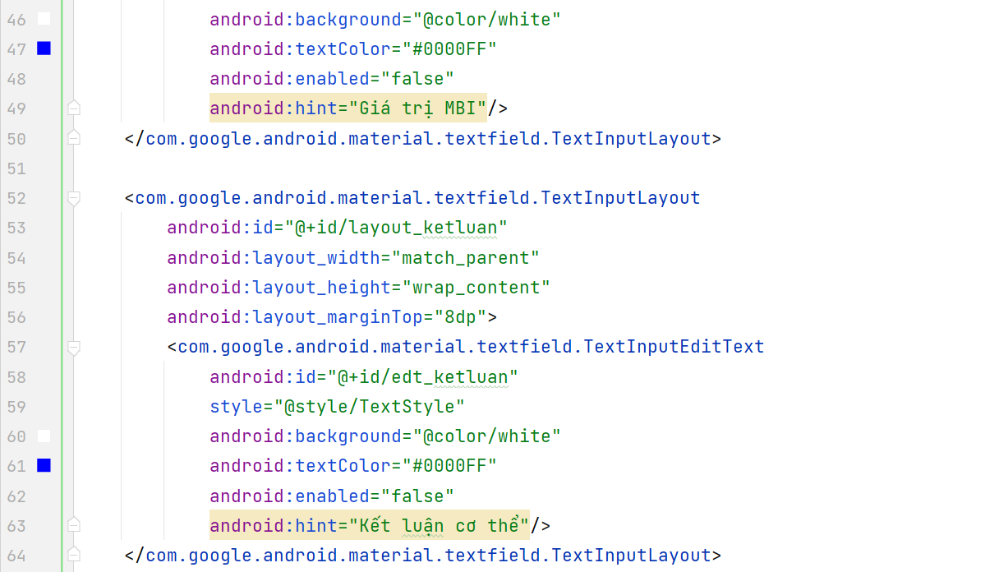 46 android:background="@color/white"
47 android:textColor="#0000FF"
48 android:enabled="false"
49 android:hint="Giá trị MBI"/>
50 </com.google.android.material.textfield.TextInputLayout>
51
52 <com.google.android.material.textfield.TextInputLayout
53 android:id="@+id/layout_ketluan"
54 android:layout_width="match_parent"
55 android:layout_height="wrap_content"
56 android:layout_marginTop="8dp">
57 <com.google.android.material.textfield.TextInputEditText
58 android:id="@+id/edt_ketluan"
59 style="@style/TextStyle"
60 android:background="@color/white"
61 android:textColor="#0000FF"
62 android:enabled="false"
63 android:hint="Kết luận cơ thể"/>
64 </com.google.android.material.textfield.TextInputLayout>